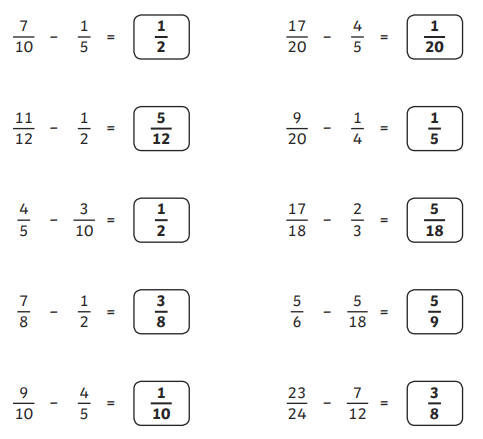 7/10 - 1/5 = 1/2
17/20 - 4/5 = 1/20
11/12 - 1/2 = 5/12
9/20 - 1/4 = 1/5
4/5 - 3/10 = 1/2
17/18 - 2/3 = 5/18
7/8 - 1/2 = 3/8
5/6 - 5/18 = 5/9
9/10 - 4/5 = 1/10
23/24 - 7/12 = 3/8